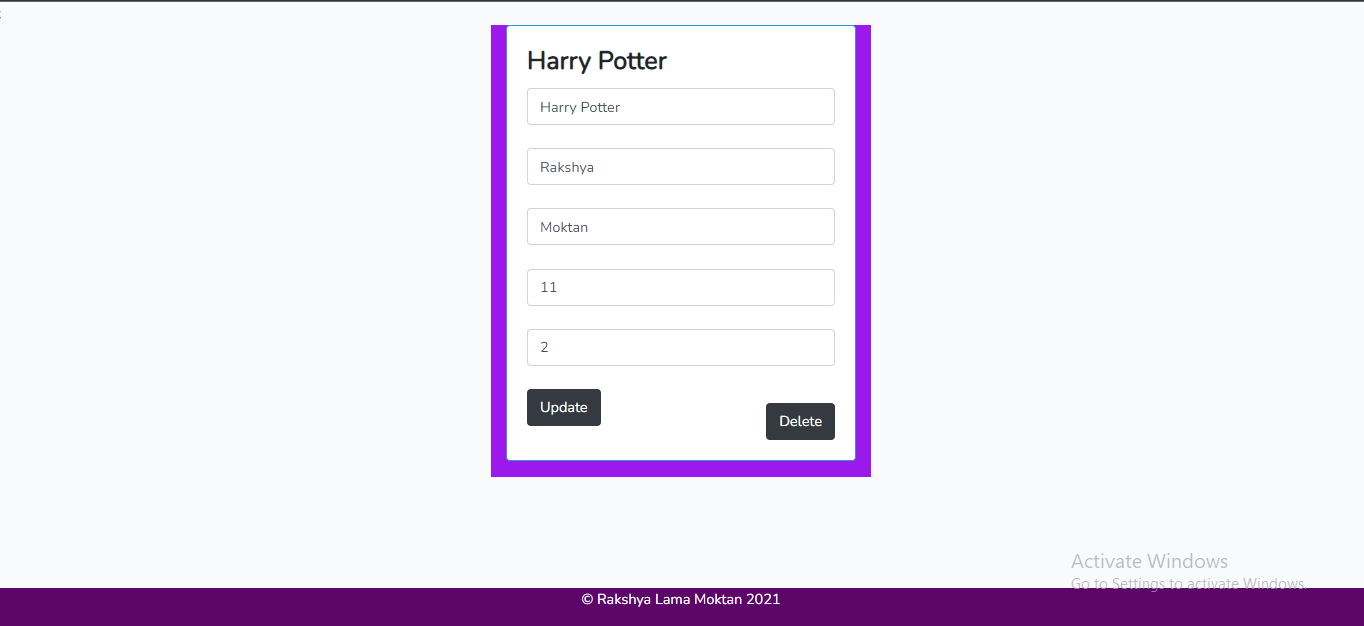 Harry Potter
Harry Potter
Rakshya
Moktan
11
2
Update
Delete
Activate Windows
Go to Settings to activate Windows.
© Rakshya Lama Moktan 2021